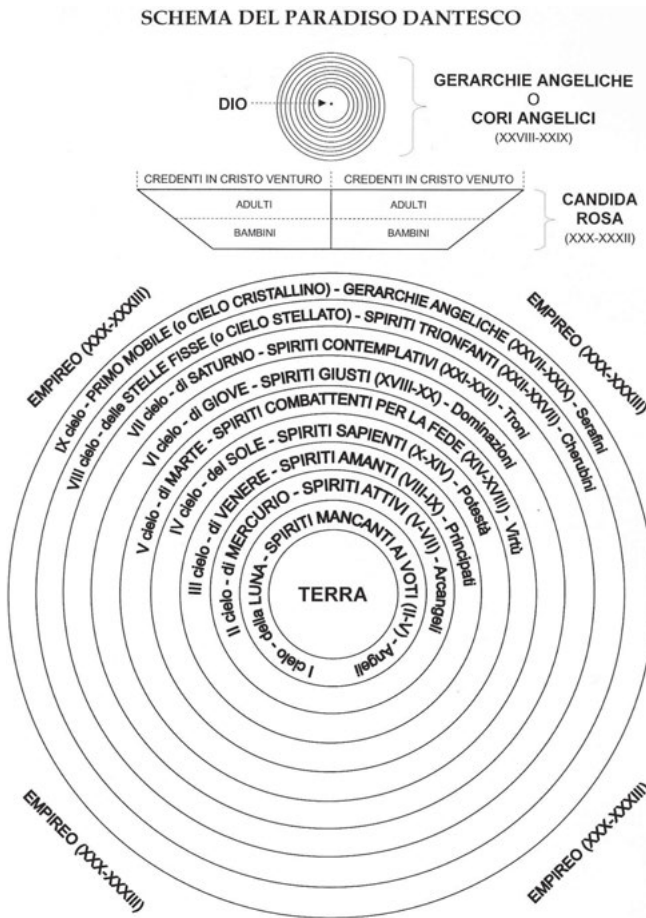 SCHEMA DEL PARADISO DANTESCO
DIO
GERARCHIE ANGELICHE
O
CORI ANGELICI
(XXVIII-XXIX)
CREDENTI IN CRISTO VENTURO
CREDENTI IN CRISTO VENUTO
ADULTI
ADULTI
BAMBINI
BAMBINI
CANDIDA
ROSA
(XXX-XXXII)
EMPIREO (XXX-XXXIII)
EMPIREO (XXX-XXXIII)
IX cielo - PRIMO MOBILE (o CIELO CRISTALLINO) - GERARCHIE ANGELICHE (XXVII-XXIX) - Serafini
VIII cielo - delle STELLE FISSE (o CIELO STELLATO) - SPIRITI TRIONFANTI (XXII-XXVII) - Cherubini
VII cielo - di SATURNO - SPIRITI CONTEMPLATIVI (XXI-XXII) - Troni
VI cielo - di GIOVE - SPIRITI GIUSTI (XVIII-XX) - Dominazioni
V cielo - di MARTE - SPIRITI COMBATTENTI PER LA FEDE (XIV-XVIII) - Virtù
IV cielo - del SOLE - SPIRITI SAPIENTI (X-XIV) - Potestà
III cielo - di VENERE - SPIRITI AMANTI (VIII-IX) - Principati
II cielo - di MERCURIO - SPIRITI ATTIVI (V-VII) - Arcangeli
I cielo - della LUNA - SPIRITI MANCANTI AI VOTI (II-V) - Angeli
TERRA
EMPIREO (XXX-XXXIII)
EMPIREO (XXX-XXXIII)